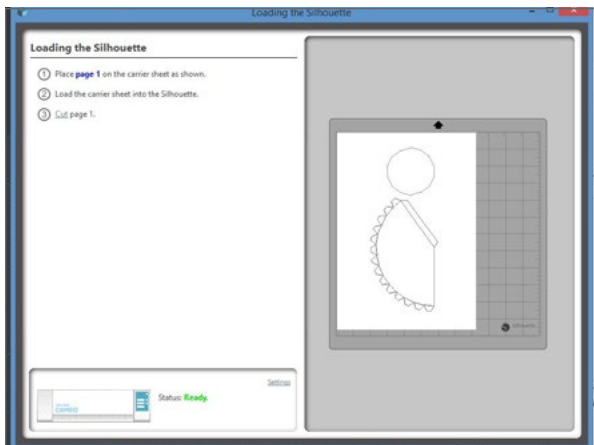 Loading the Silhouette
Loading the Silhouette
1 Place page 1 on the carrier sheet as shown.
2 Load the carrier sheet into the Silhouette.
3 Cut page 1.
Settings
Status: Ready.
CAMEO
silhouette